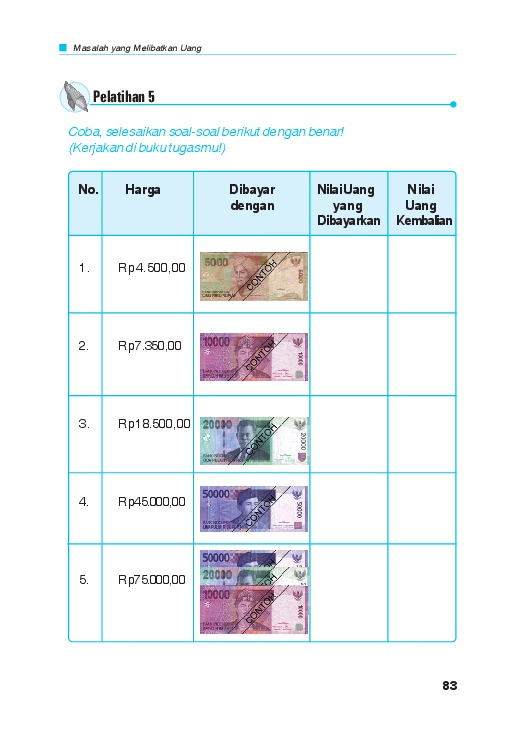 Masalah yang Melibatkan Uang
Pelatihan 5
Coba, selesaikan soal-soal berikut dengan benar!
(Kerjakan di buku tugasmu!)
No. Harga Dibayar dengan Nilai Uang yang Dibayarkan Nilai Uang Kembalian
1. Rp4.500,00 5000 CONTOH
2. Rp7.350,00 10000 CONTOH
3. Rp18.500,00 20000 CONTOH
4. Rp45.000,00 50000 CONTOH
5. Rp75.000,00 50000 20000 10000 CONTOH
83